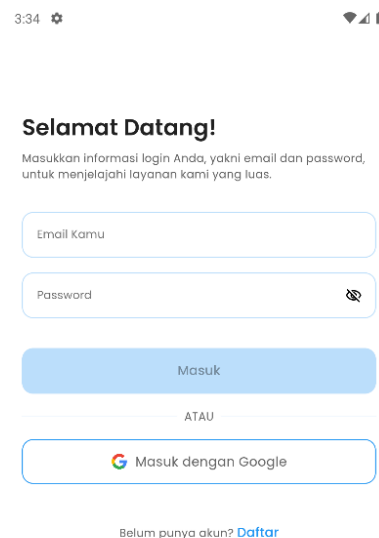 3:34
Selamat Datang!
Masukkan informasi login Anda, yakni email dan password,
untuk menjelajahi layanan kami yang luas.
Email Kamu
Password
Masuk
ATAU
Masuk dengan Google
Belum punya akun? Daftar